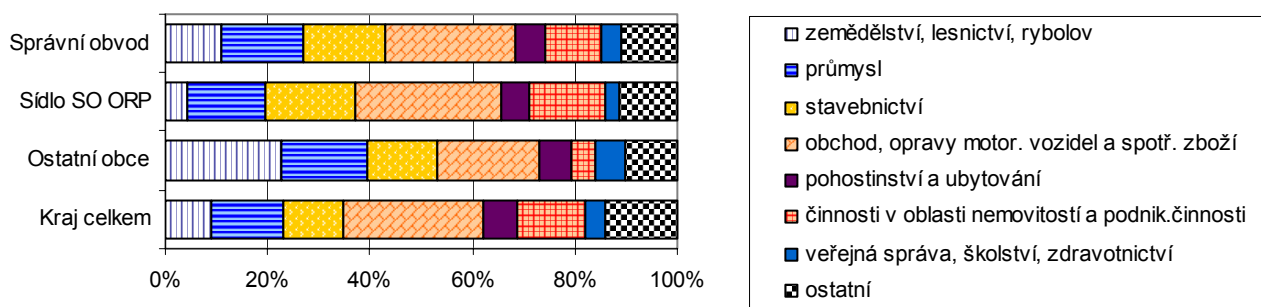 Správní obvod
Sídlo SO ORP
Ostatní obce
Kraj celkem
0% 20% 40% 60% 80% 100%
zemědělství, lesnictví, rybolov
průmysl
stavebnictví
obchod, opravy motor. vozidel a spotř. zboží
pohostinství a ubytování
činnosti v oblasti nemovitostí a podnik.činnosti
veřejná správa, školství, zdravotnictví
ostatní